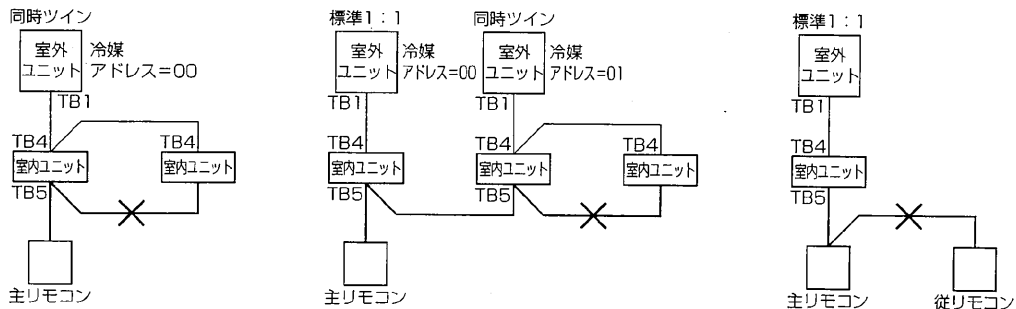 同時ツイン
室外
ユニット
冷媒
アドレス=00
TB1
TB4
TB4
室内ユニット
室内ユニット
TB5
主リモコン
標準1：1
同時ツイン
室外
ユニット
冷媒
アドレス=00
室外
ユニット
冷媒
アドレス=01
TB1
TB1
TB4
TB4
TB4
室内ユニット
室内ユニット
室内ユニット
TB5
TB5
主リモコン
標準1：1
室外
ユニット
TB1
TB4
室内ユニット
TB5
主リモコン
従リモコン